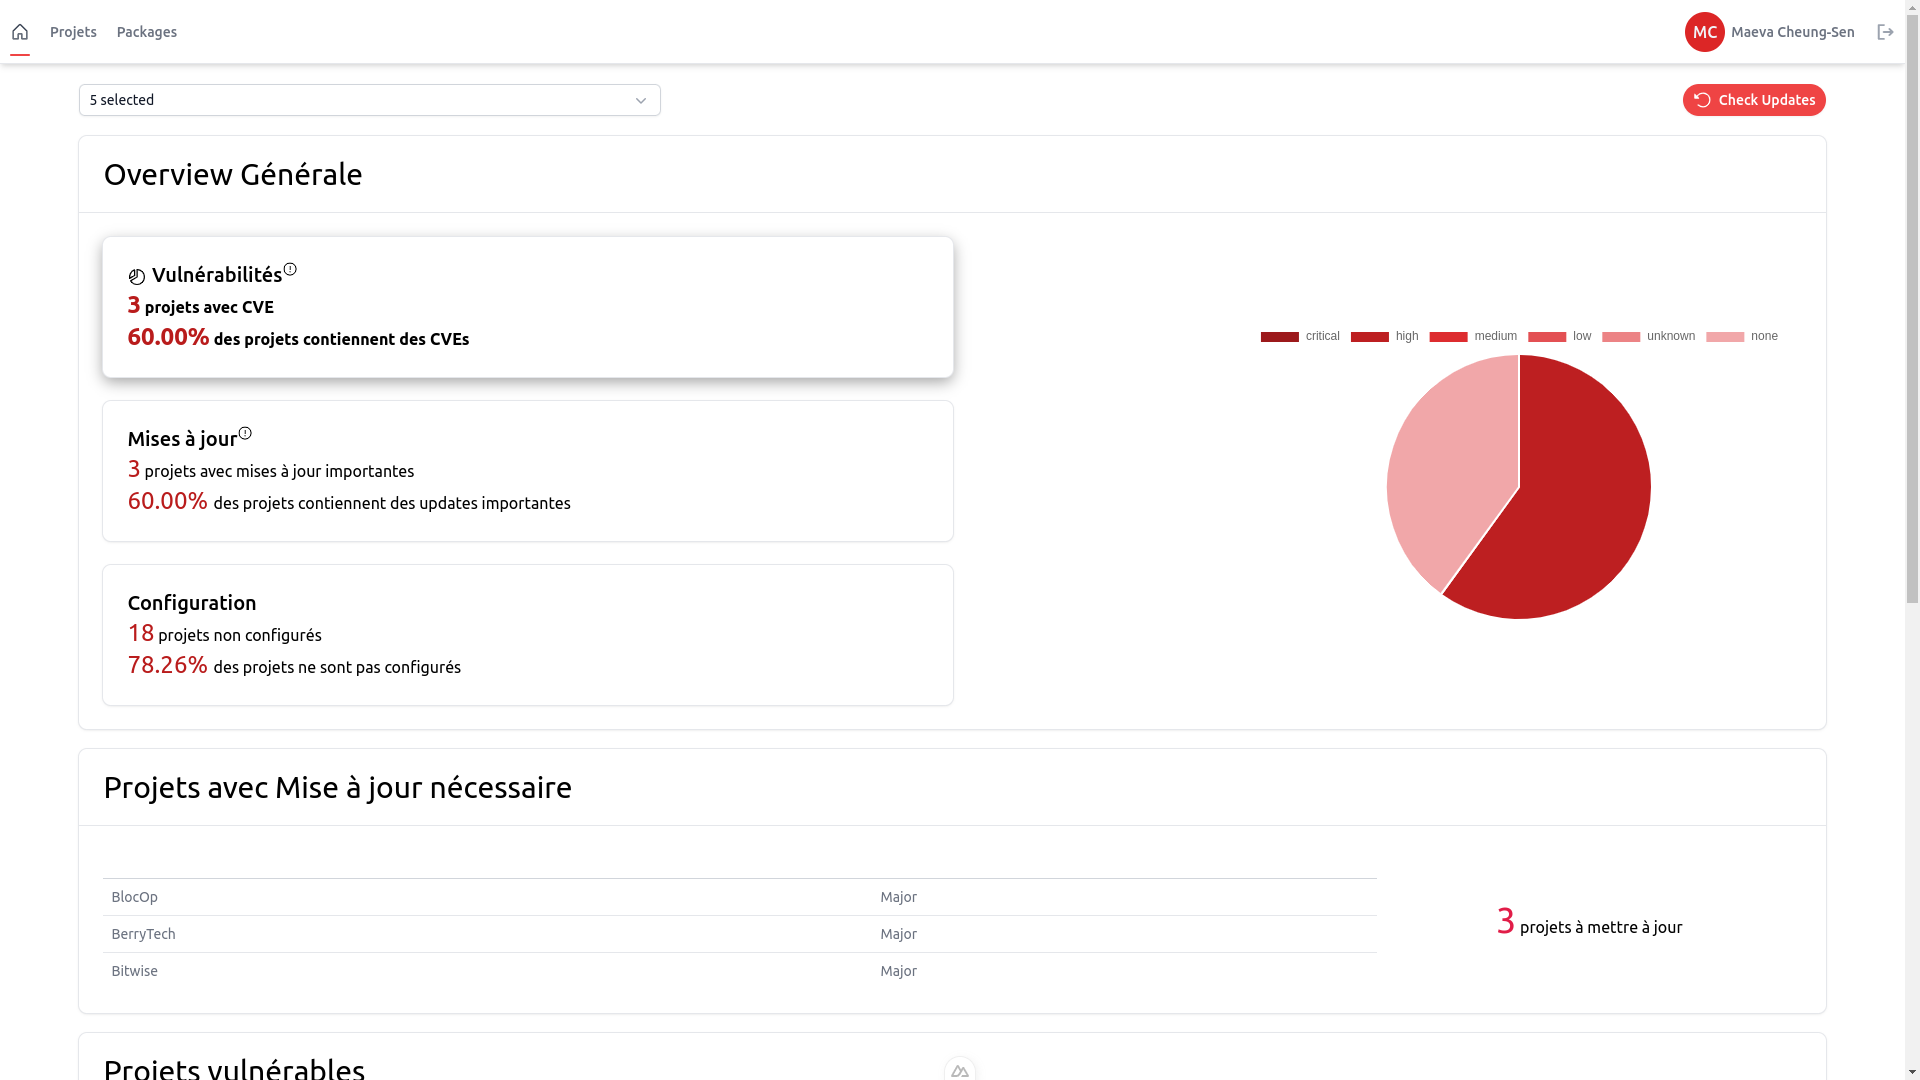 Projets Packages MC Maeva Cheung-Sen
5 selected Check Updates
Overview Générale
Vulnérabilités
3 projets avec CVE
60.00% des projets contiennent des CVEs
Mises à jour
3 projets avec mises à jour importantes
60.00% des projets contiennent des updates importantes
Configuration
18 projets non configurés
78.26% des projets ne sont pas configurés
critical high medium low unknown none
Projets avec Mise à jour nécessaire
BlocOp Major
BerryTech Major
Bitwise Major
3 projets à mettre à jour
Projets vulnérables